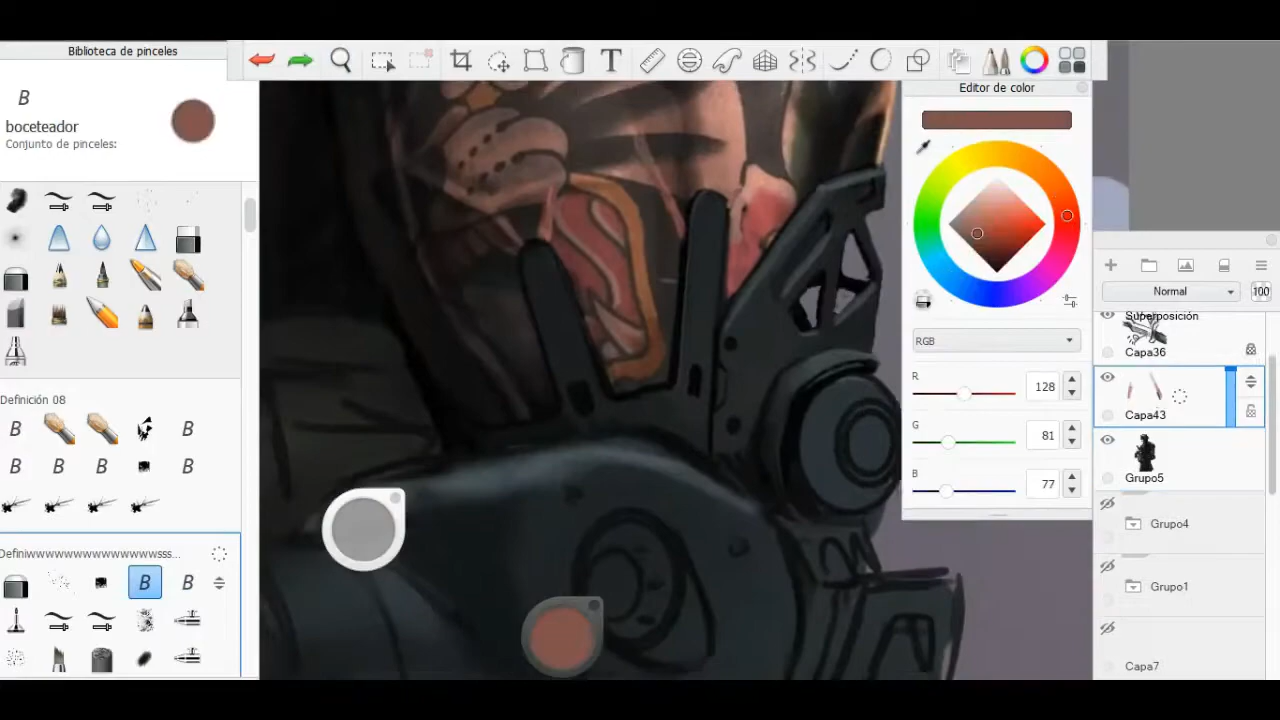 Biblioteca de pinceles
B
boceteador
Conjunto de pinceles:
Definición 08
B
B
B
B
B
B
Definiwwwwwwwwwwwwwwsss...
B
B
T
Editor de color
RGB
R
128
G
81
B
77
Normal
100
Superposición
Capa36
Capa43
Grupo5
Grupo4
Grupo1
Capa7